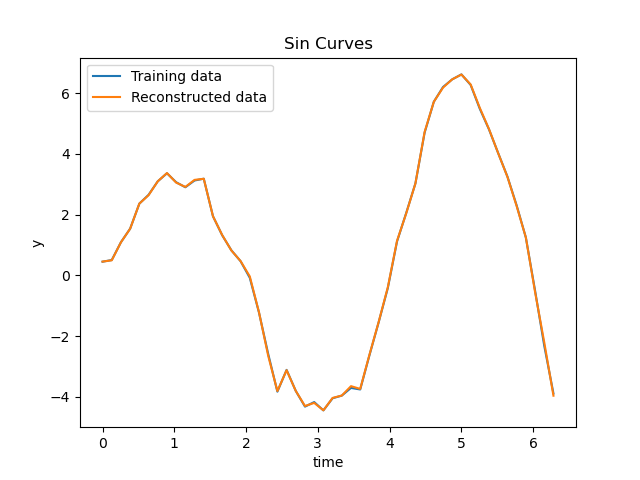 Sin Curves
Training data
Reconstructed data
6
4
2
0
−2
−4
y
0 1 2 3 4 5 6
time